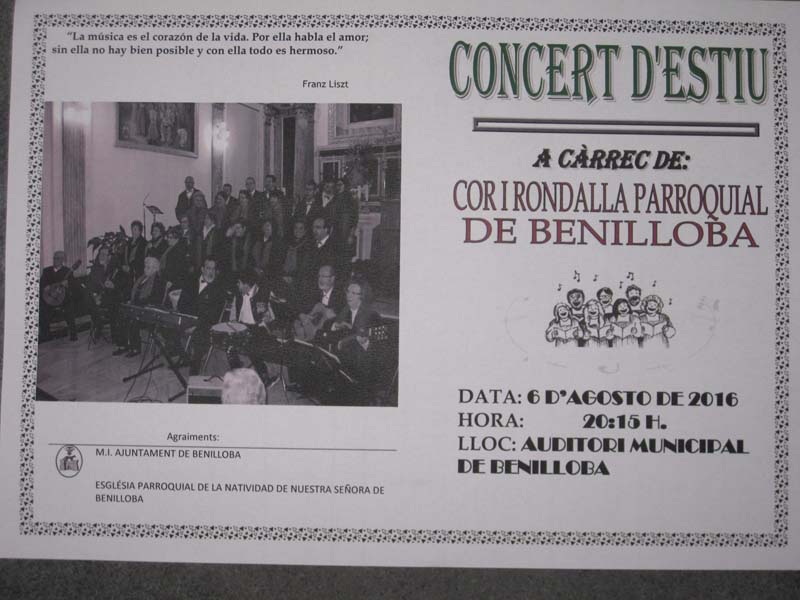 “La música es el corazón de la vida. Por ella habla el amor;
sin ella no hay bien posible y con ella todo es hermoso.”
Franz Liszt
Agraiments:
M.I. AJUNTAMENT DE BENILLOBA
ESGLÉSIA PARROQUIAL DE LA NATIVIDAD DE NUESTRA SEÑORA DE
BENILLOBA
CONCERT D'ESTIU
A CÀRREC DE:
COR I RONDALLA PARROQUIAL
DE BENILLOBA
DATA: 6 D’AGOSTO DE 2016
HORA: 20:15 H.
LLOC: AUDITORI MUNICIPAL
DE BENILLOBA